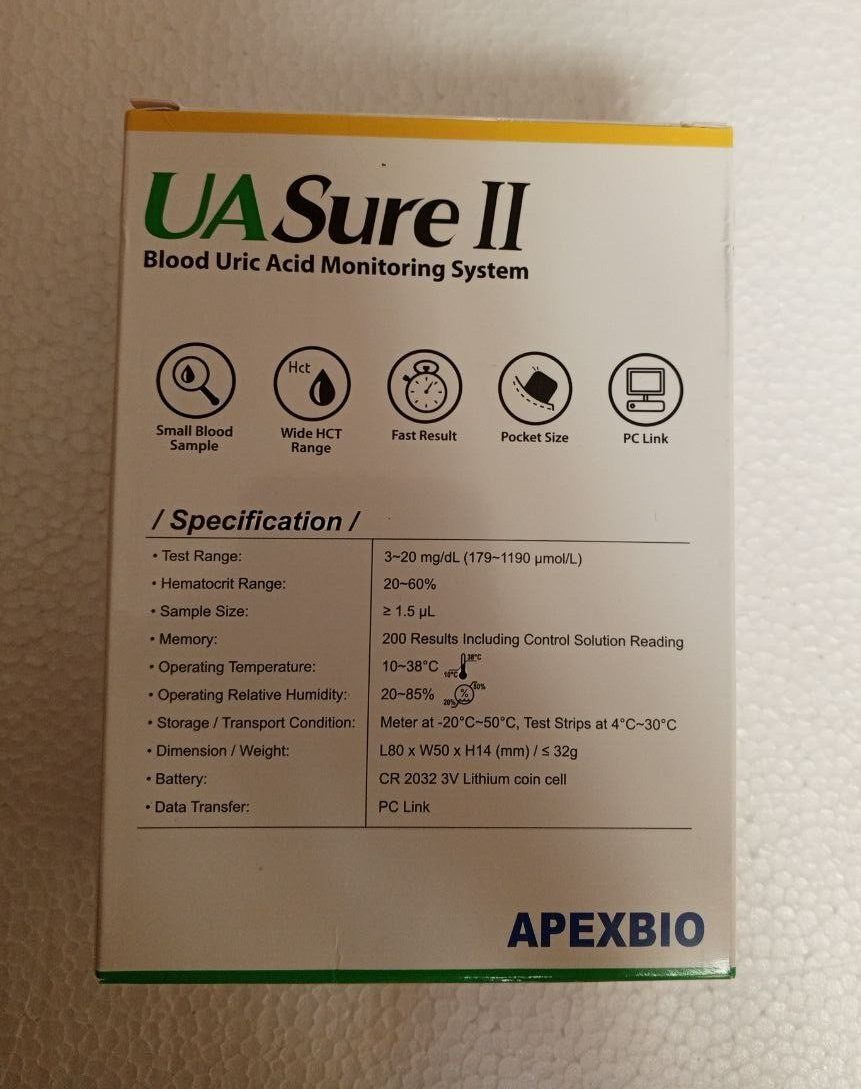 UASure II
Blood Uric Acid Monitoring System
Hct
Small Blood Sample
Wide HCT Range
Fast Result
Pocket Size
PC Link
/ Specification /
• Test Range: 3~20 mg/dL (179~1190 µmol/L)
• Hematocrit Range: 20~60%
• Sample Size: ≥ 1.5 µL
• Memory: 200 Results Including Control Solution Reading
• Operating Temperature: 10~38°C 10°C 38°C
• Operating Relative Humidity: 20~85% 20% %
• Storage / Transport Condition: Meter at -20°C~50°C, Test Strips at 4°C~30°C
• Dimension / Weight: L80 x W50 x H14 (mm) / ≤ 32g
• Battery: CR 2032 3V Lithium coin cell
• Data Transfer: PC Link
APEXBIO